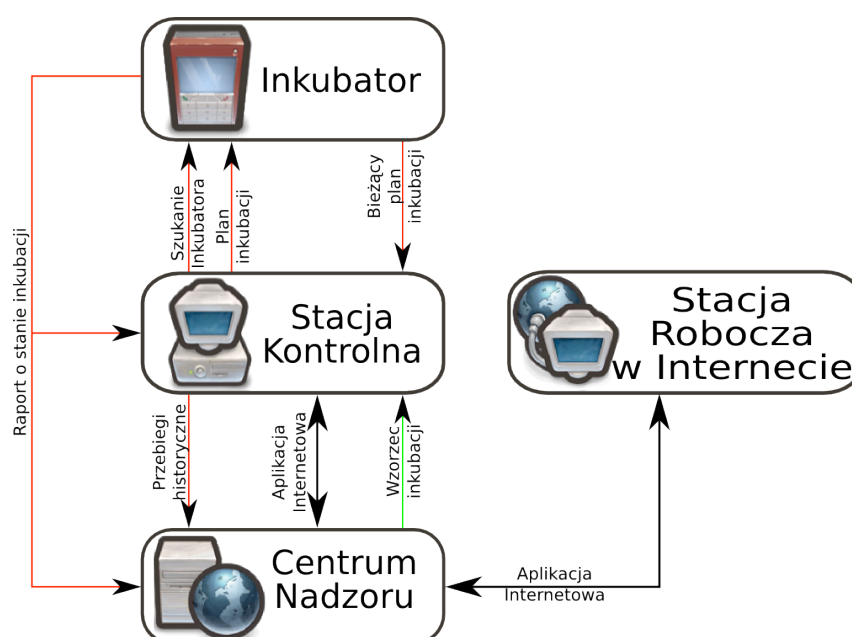 Inkubator
Szukanie
Inkubatora
Plan
inkubacji
Bieżący
plan
inkubacji
Raport o stanie inkubacji
Stacja
Kontrolna
Stacja
Robocza
w Internecie
Przebiegi
historyczne
Aplikacja
Internetowa
Wzorzec
inkubacji
Centrum
Nadzoru
Aplikacja
Internetowa